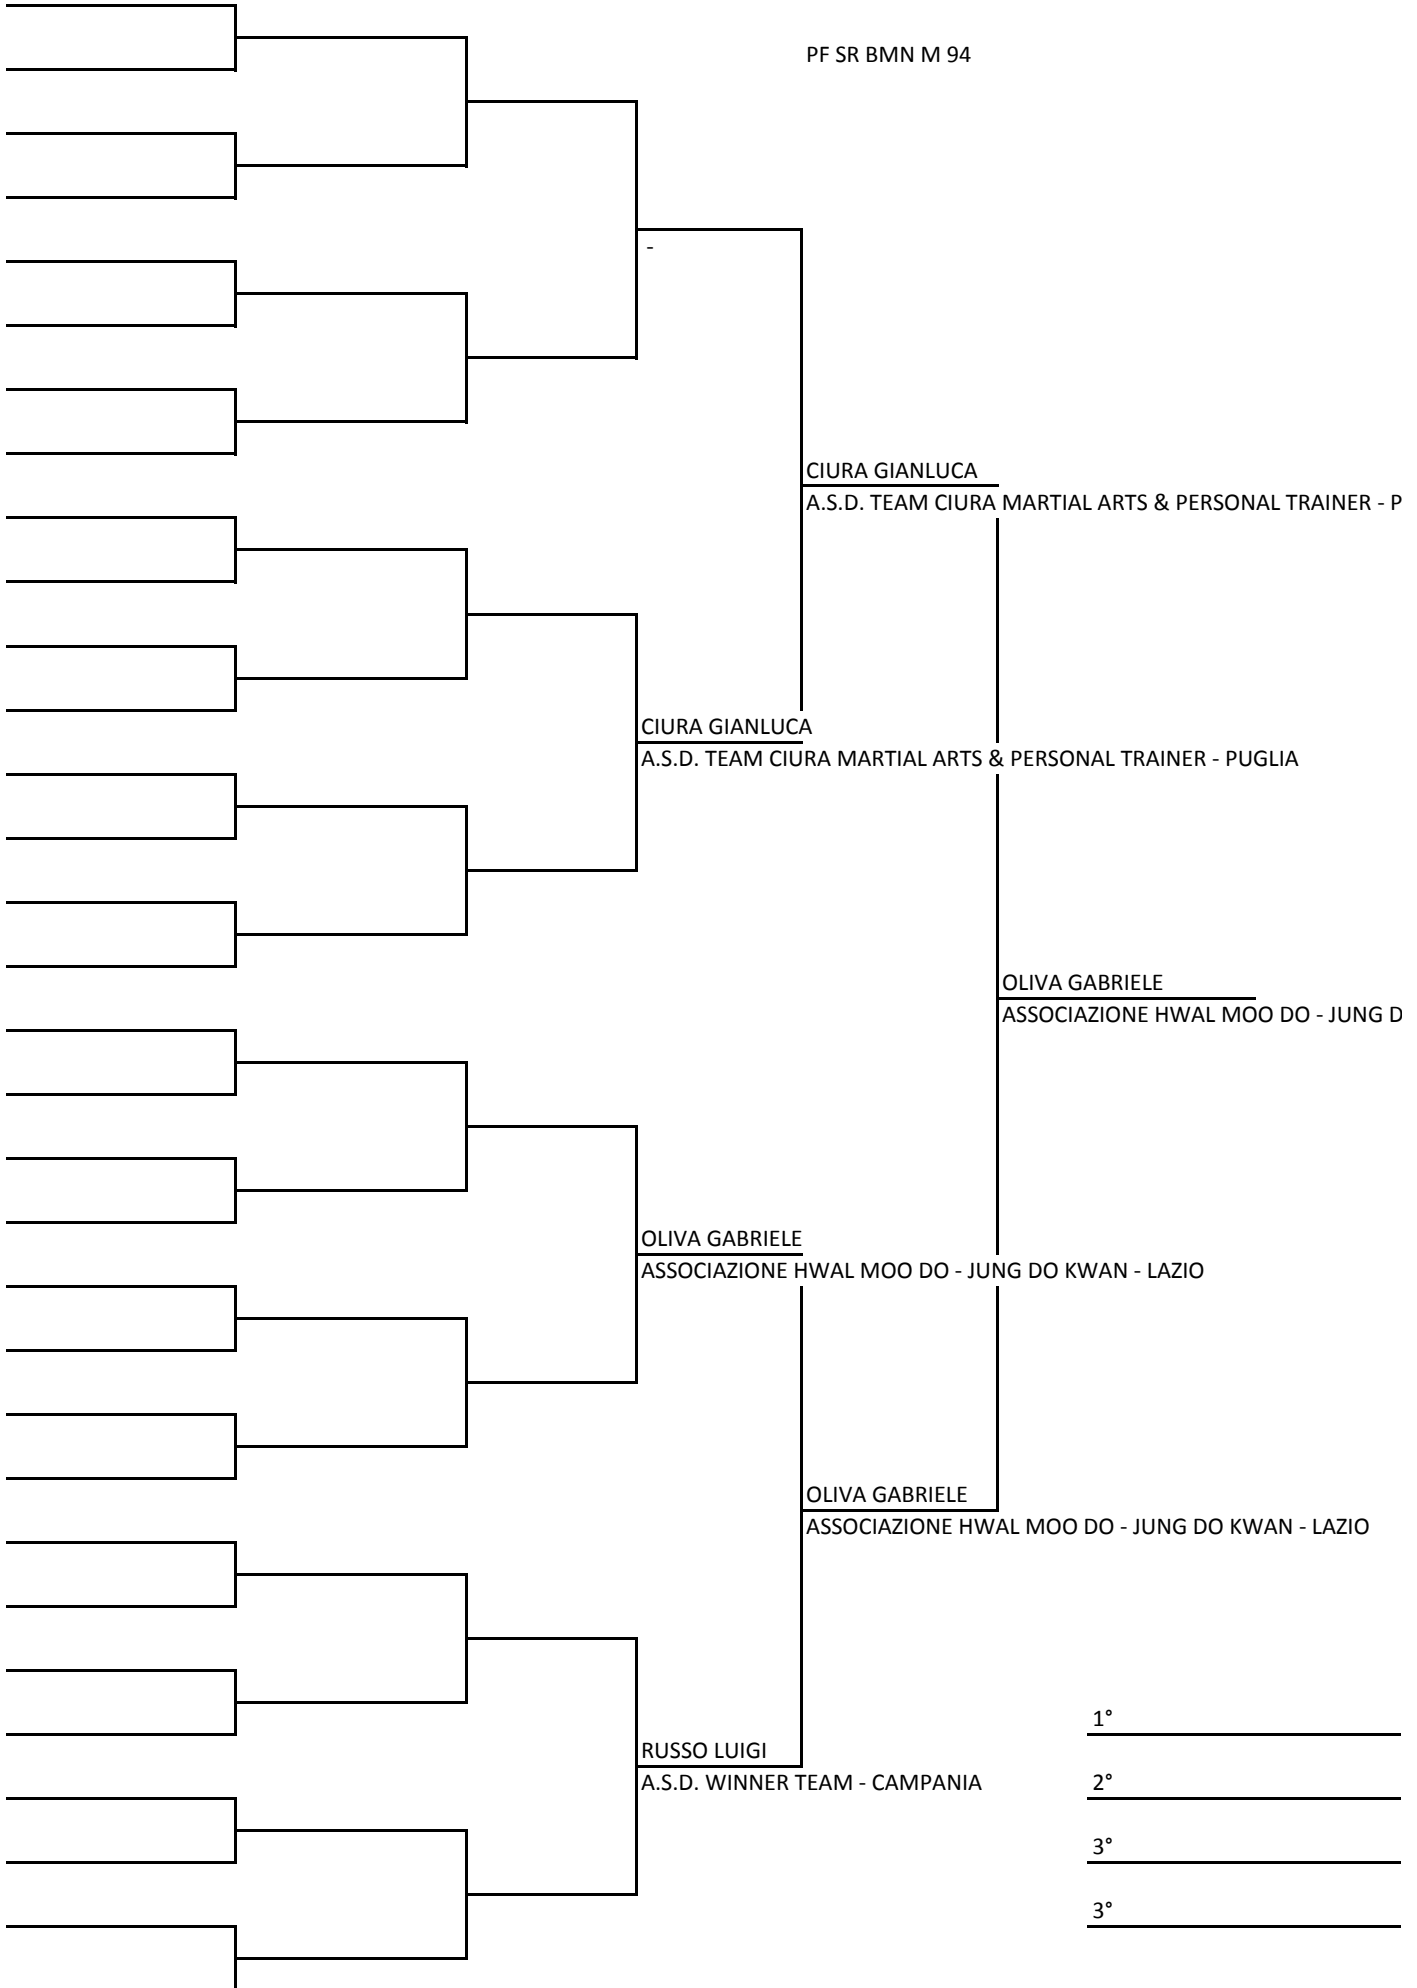 PF SR BMN M 94
-
CIURA GIANLUCA
A.S.D. TEAM CIURA MARTIAL ARTS & PERSONAL TRAINER - P
CIURA GIANLUCA
A.S.D. TEAM CIURA MARTIAL ARTS & PERSONAL TRAINER - PUGLIA
OLIVA GABRIELE
ASSOCIAZIONE HWAL MOO DO - JUNG D
OLIVA GABRIELE
ASSOCIAZIONE HWAL MOO DO - JUNG DO KWAN - LAZIO
OLIVA GABRIELE
ASSOCIAZIONE HWAL MOO DO - JUNG DO KWAN - LAZIO
1°
RUSSO LUIGI
A.S.D. WINNER TEAM - CAMPANIA
2°
3°
3°